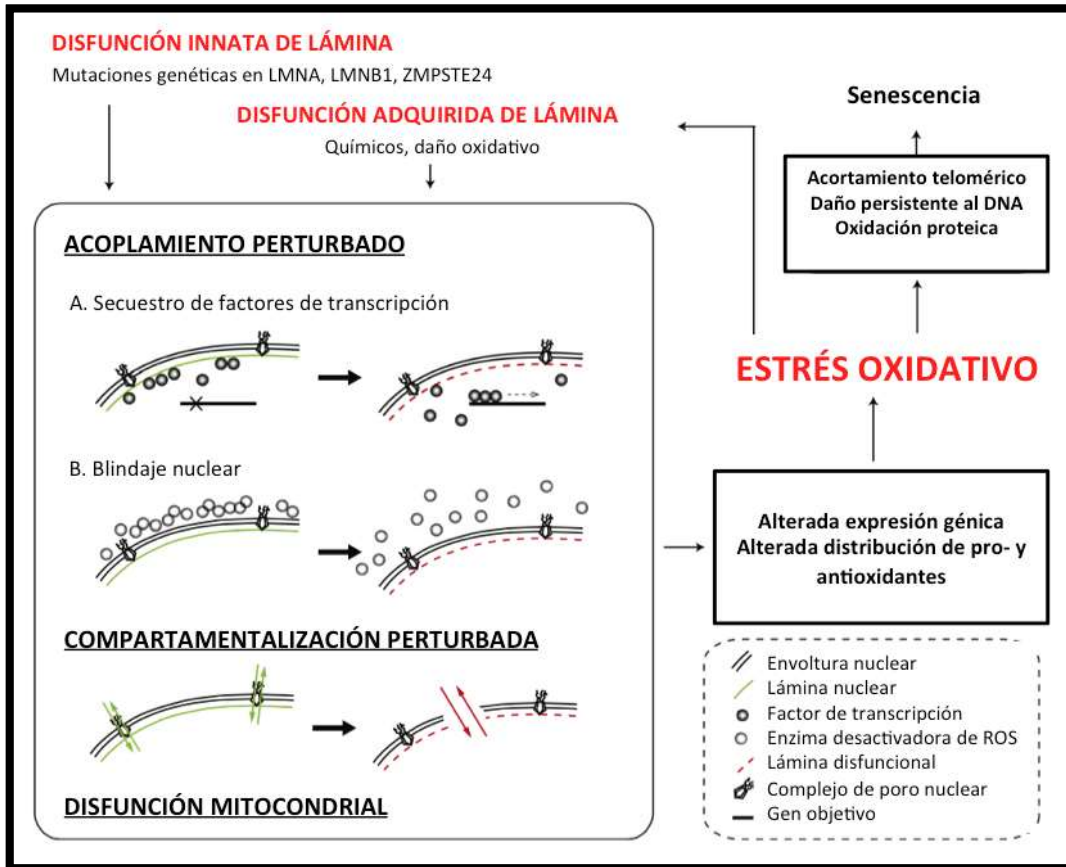 DISFUNCIÓN INNATA DE LÁMINA
Mutaciones genéticas en LMNA, LMNB1, ZMPSTE24
DISFUNCIÓN ADQUIRIDA DE LÁMINA
Químicos, daño oxidativo
ACOPLAMIENTO PERTURBADO
A. Secuestro de factores de transcripción
B. Blindaje nuclear
COMPARTAMENTALIZACIÓN PERTURBADA
DISFUNCIÓN MITOCONDRIAL
Senescencia
Acortamiento telomérico
Daño persistente al DNA
Oxidación proteica
ESTRÉS OXIDATIVO
Alterada expresión génica
Alterada distribución de pro- y
antioxidantes
Envoltura nuclear
Lámina nuclear
Factor de transcripción
Enzima desactivadora de ROS
Lámina disfuncional
Complejo de poro nuclear
Gen objetivo